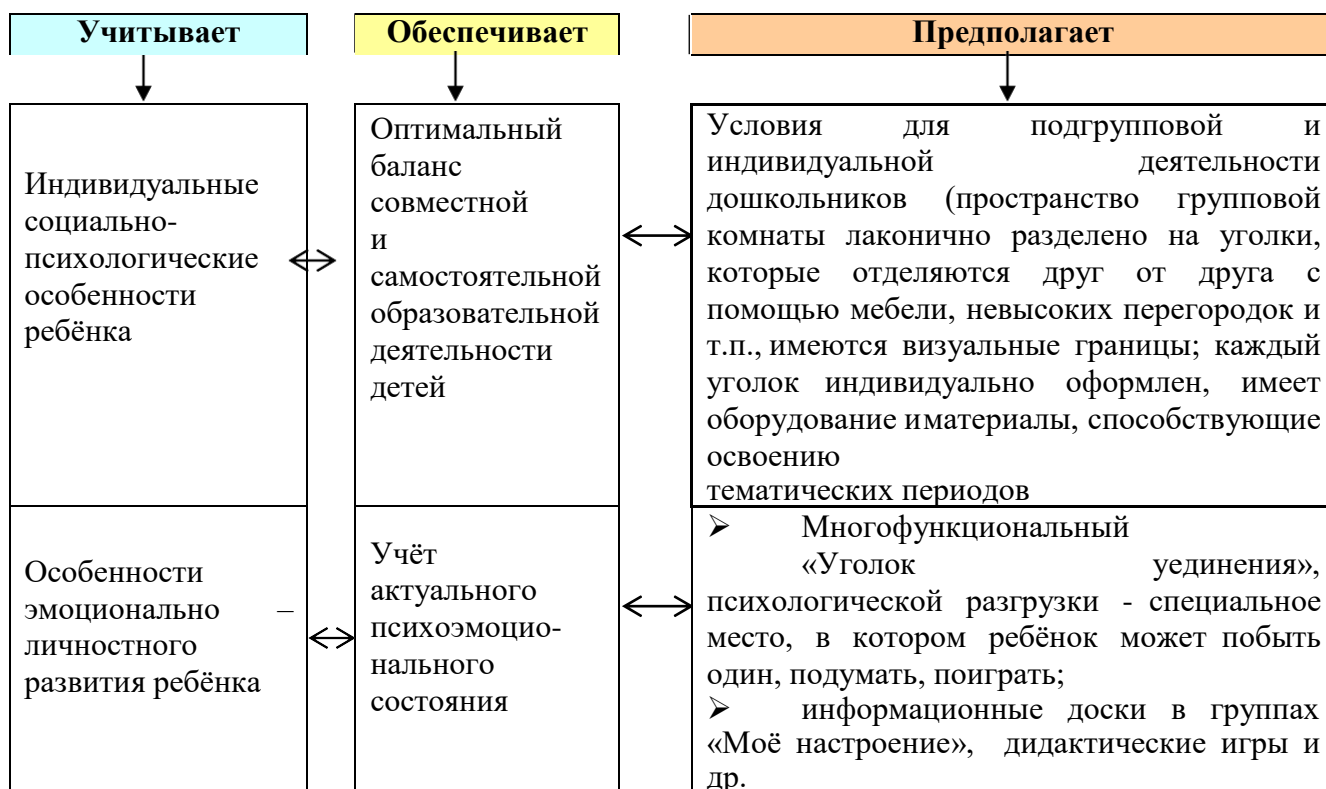 Учитывает
Обеспечивает
Предполагает
Индивидуальные
социально-
психологические
особенности
ребёнка
Оптимальный
баланс
совместной
и
самостоятельной
образовательной
деятельности
детей
Условия для подгрупповой и
индивидуальной деятельности
дошкольников (пространство групповой
комнаты лаконично разделено на уголки,
которые отделяются друг от друга с
помощью мебели, невысоких перегородок и
т.п., имеются визуальные границы; каждый
уголок индивидуально оформлен, имеет
оборудование иматериалы, способствующие
освоению
тематических периодов
Особенности
эмоционально –
личностного
развития ребёнка
Учёт
актуального
психоэмоцио-
нального
состояния
➢ Многофункциональный
«Уголок уединения»,
психологической разгрузки - специальное
место, в котором ребёнок может побыть
один, подумать, поиграть;
➢ информационные доски в группах
«Моё настроение», дидактические игры и
др.